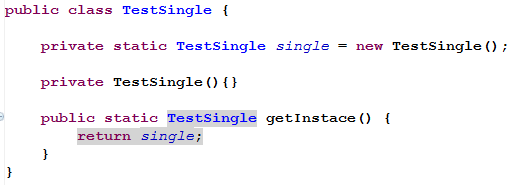 public class TestSingle {
private static TestSingle single = new TestSingle();
private TestSingle(){}
public static TestSingle getInstace() {
return single;
}
}